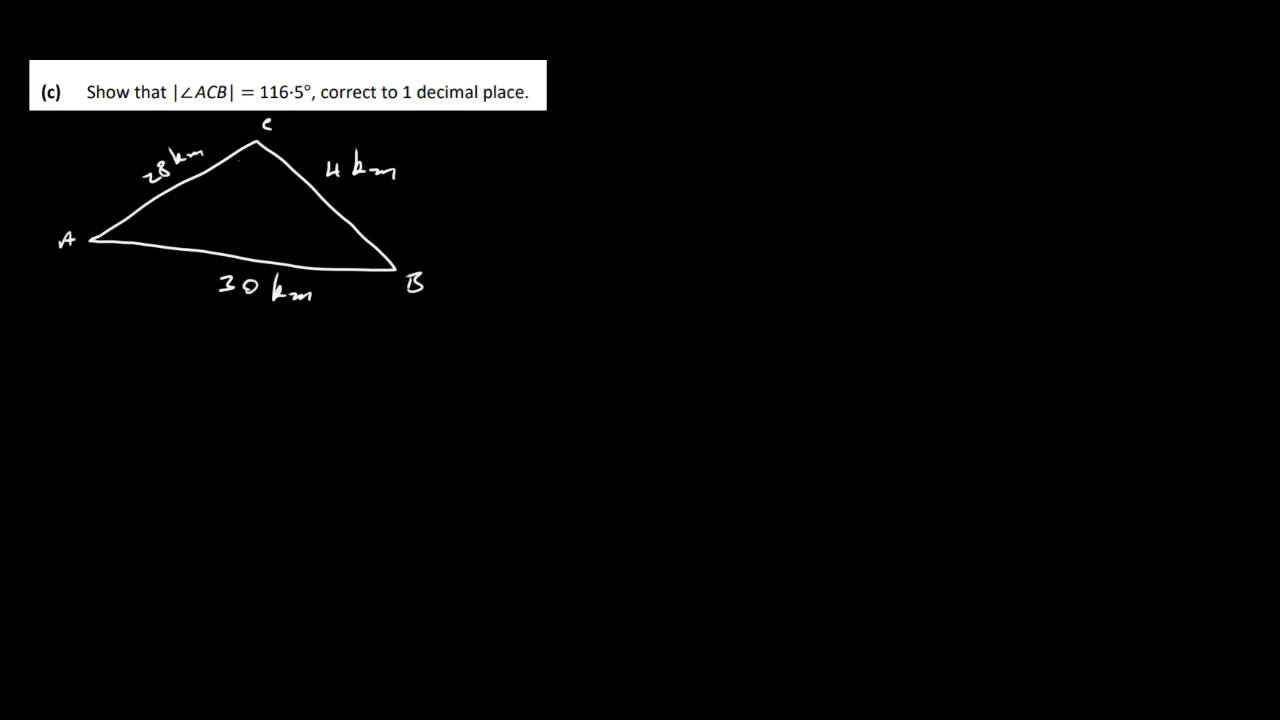 (c) Show that |∠ACB| = 116·5°, correct to 1 decimal place.
C
28 km
4 km
A
30 km
B